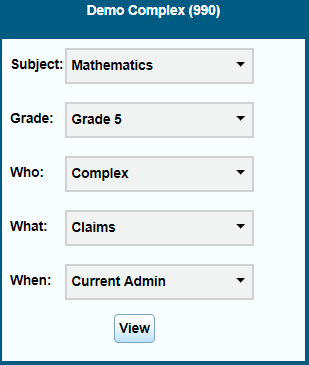 Demo Complex (990)
Subject: Mathematics
Grade: Grade 5
Who: Complex
What: Claims
When: Current Admin
View